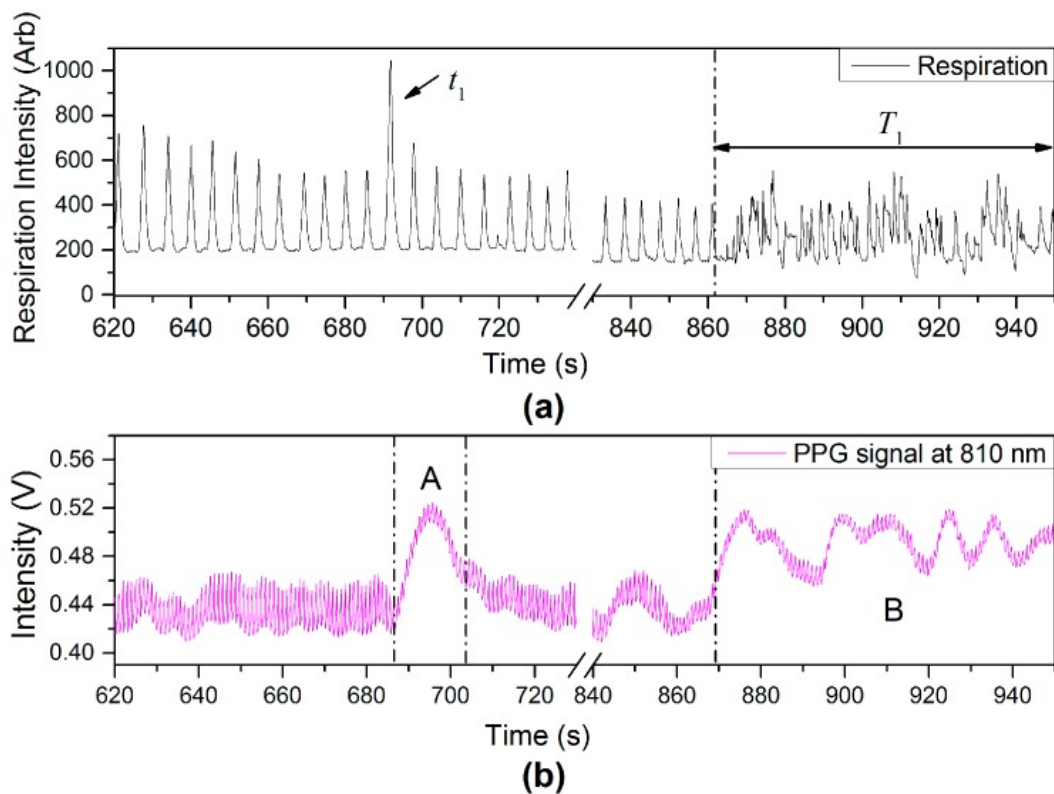 Respiration Intensity (Arb)
1000
800
600
400
200
0
t1
T1
Respiration
620 640 660 680 700 720 840 860 880 900 920 940
Time (s)
(a)
Intensity (V)
0.56
0.52
0.48
0.44
0.40
A
B
PPG signal at 810 nm
620 640 660 680 700 720 840 860 880 900 920 940
Time (s)
(b)